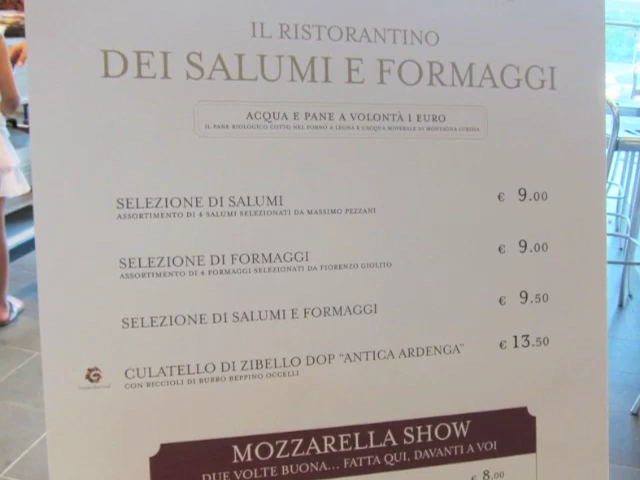 IL RISTORANTINO
DEI SALUMI E FORMAGGI
ACQUA E PANE A VOLONTÀ 1 EURO
IL PANE BIOLOGICO COTTO NEL FORNO A LEGNA E L'ACQUA MINERALE DI MONTAGNA LURISIA
SELEZIONE DI SALUMI € 9.00
ASSORTIMENTO DI 4 SALUMI SELEZIONATI DA MASSIMO PEZZANI
SELEZIONE DI FORMAGGI € 9.00
ASSORTIMENTO DI 4 FORMAGGI SELEZIONATI DA FIORENZO GIOLITO
SELEZIONE DI SALUMI E FORMAGGI € 9.50
CULATELLO DI ZIBELLO DOP "ANTICA ARDENGA" € 13.50
CON RICCIOLI DI BURRO BEPPINO OCCELLI
MOZZARELLA SHOW
DUE VOLTE BUONA... FATTA QUI, DAVANTI A VOI
€ 8.00